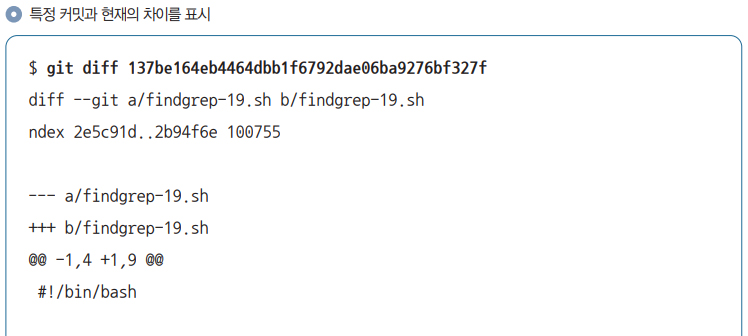 특정 커밋과 현재의 차이를 표시
$ git diff 137be164eb4464dbb1f6792dae06ba9276bf327f
diff --git a/findgrep-19.sh b/findgrep-19.sh
ndex 2e5c91d..2b94f6e 100755
--- a/findgrep-19.sh
+++ b/findgrep-19.sh
@@ -1,4 +1,9 @@
#!/bin/bash